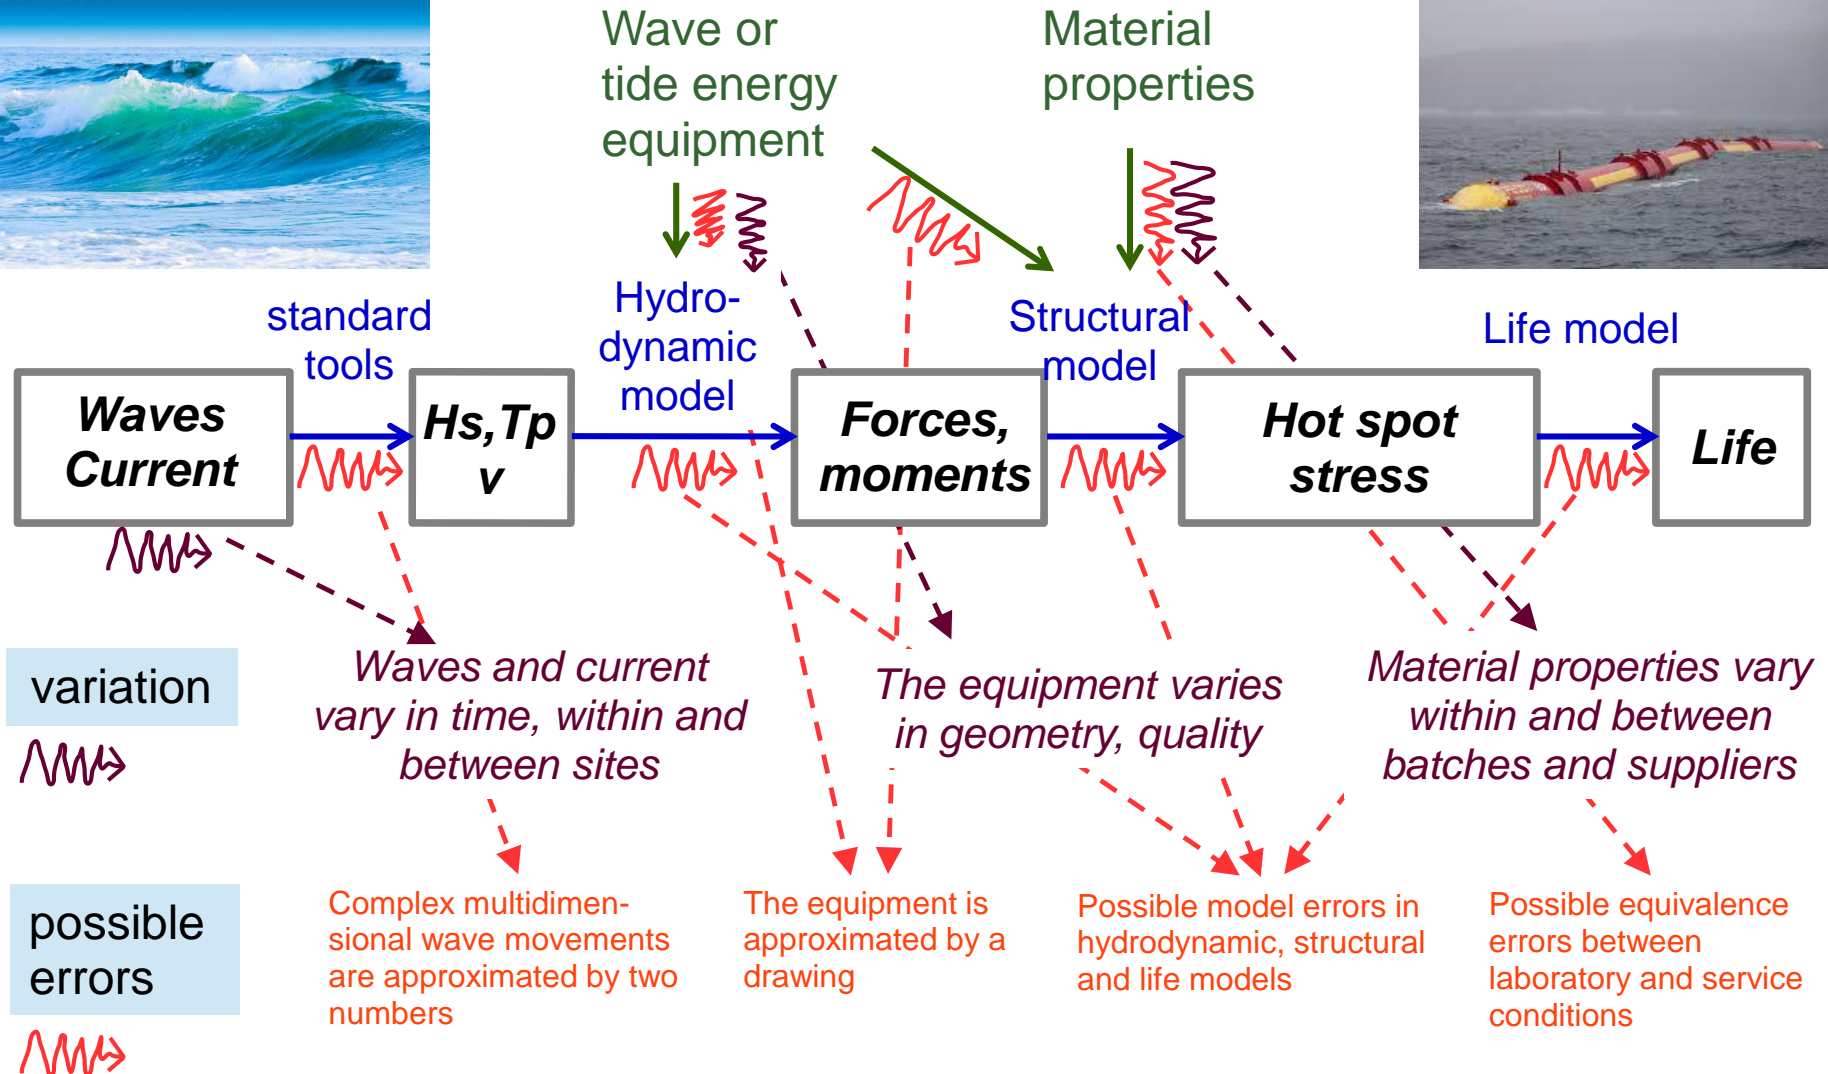 Wave or
tide energy
equipment
Material
properties
standard
tools
Hydro-
dynamic
model
Structural
model
Life model
Waves
Current
Hs,Tp
v
Forces,
moments
Hot spot
stress
Life
variation
Waves and current
vary in time, within and
between sites
The equipment varies
in geometry, quality
Material properties vary
within and between
batches and suppliers
possible
errors
Complex multidimen-
sional wave movements
are approximated by two
numbers
The equipment is
approximated by a
drawing
Possible model errors in
hydrodynamic, structural
and life models
Possible equivalence
errors between
laboratory and service
conditions